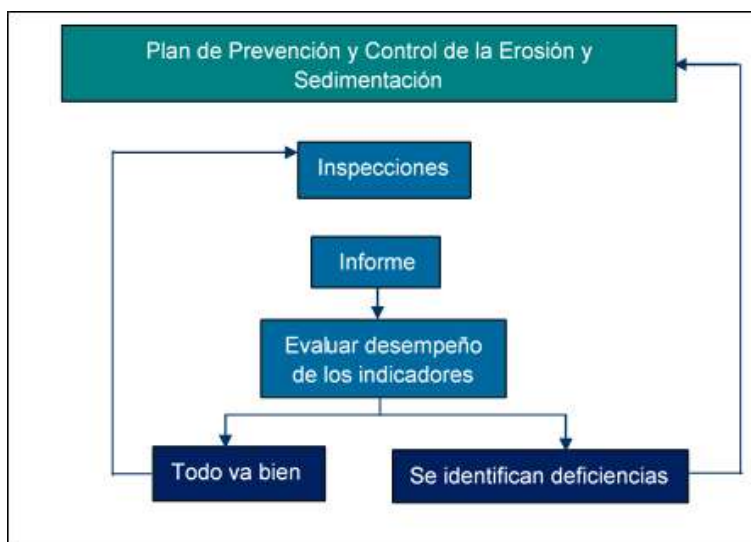 Plan de Prevención y Control de la Erosión y
Sedimentación
Inspecciones
Informe
Evaluar desempeño
de los indicadores
Todo va bien
Se identifican deficiencias